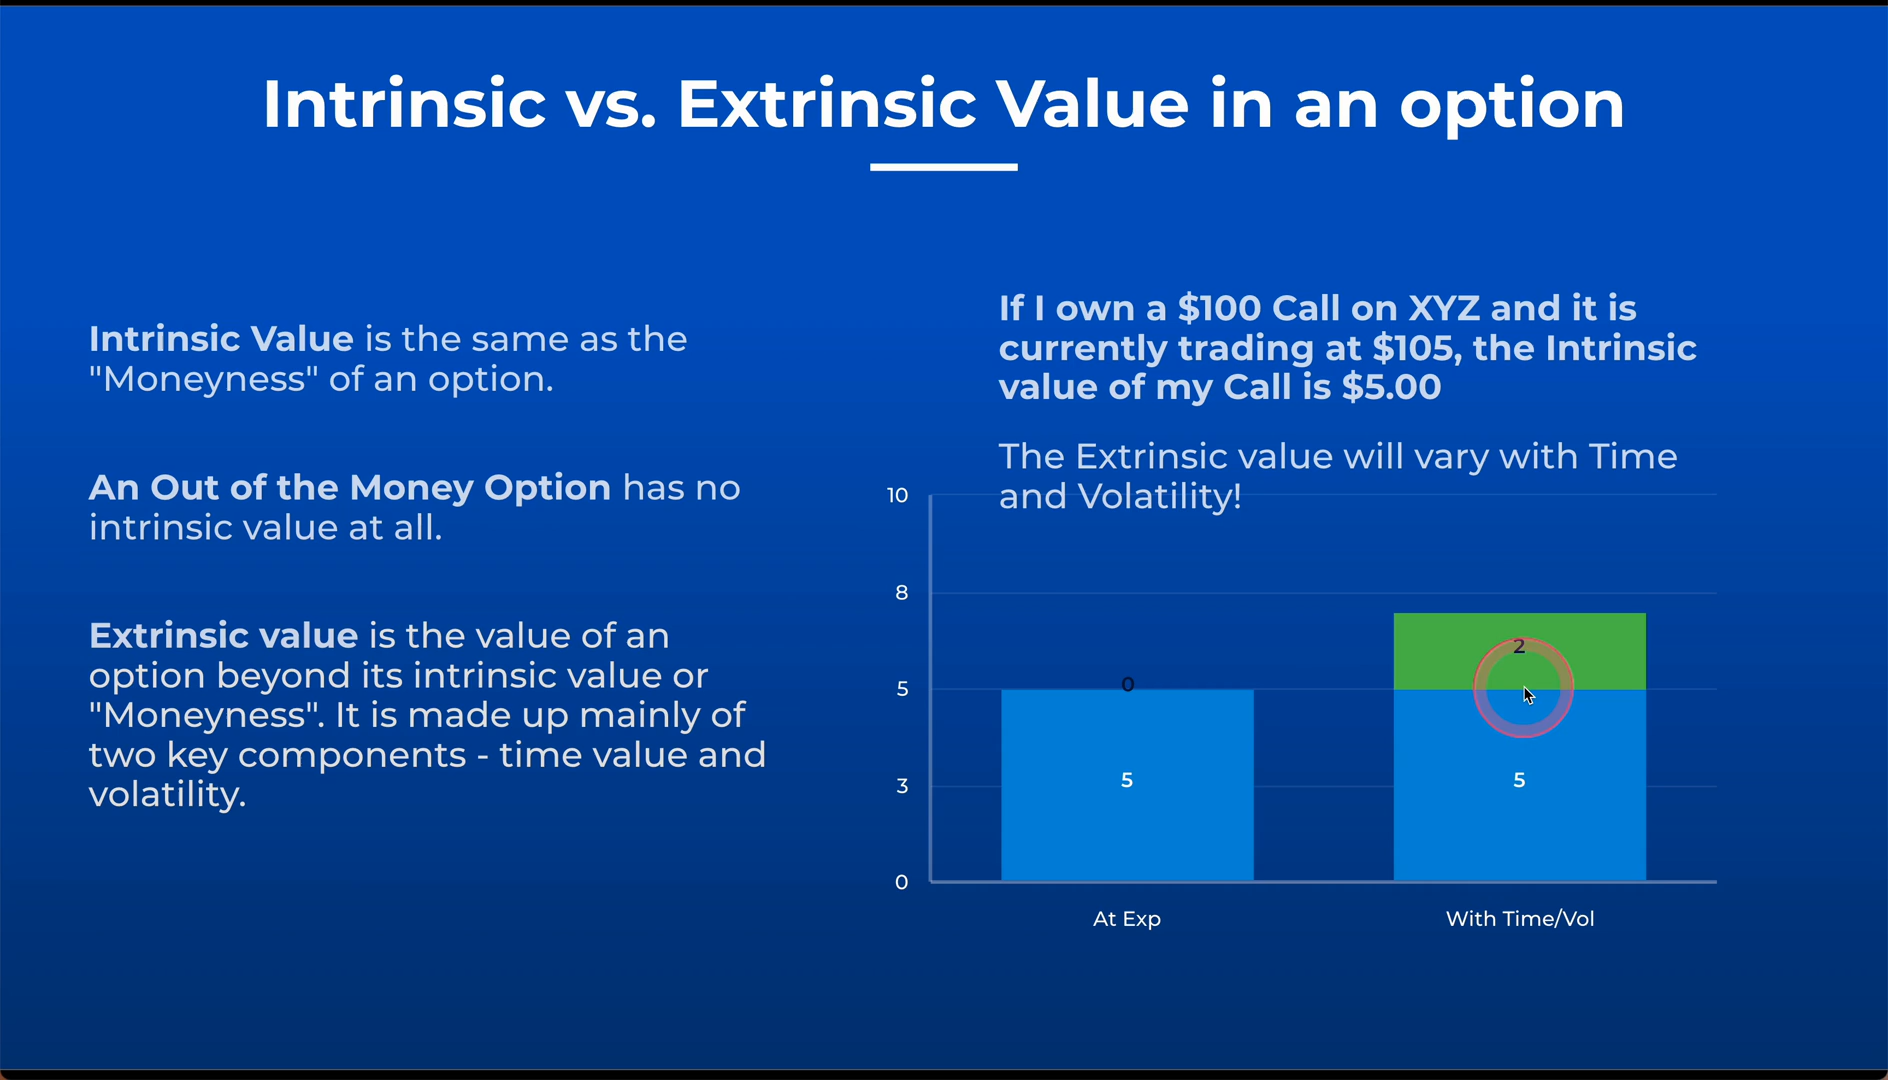 Intrinsic vs. Extrinsic Value in an option
Intrinsic Value is the same as the
"Moneyness" of an option.
An Out of the Money Option has no
intrinsic value at all.
Extrinsic value is the value of an
option beyond its intrinsic value or
"Moneyness". It is made up mainly of
two key components - time value and
volatility.
If I own a $100 Call on XYZ and it is
currently trading at $105, the Intrinsic
value of my Call is $5.00
The Extrinsic value will vary with Time
and Volatility!
10
8
5
3
0
0
5
2
5
At Exp
With Time/Vol